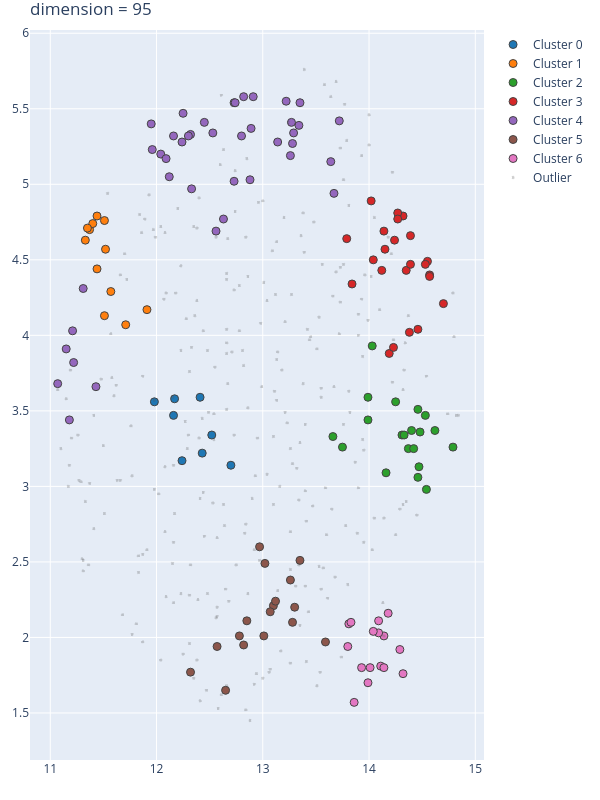 dimension = 95
6
5.5
5
4.5
4
3.5
3
2.5
2
1.5
11
12
13
14
15
Cluster 0
Cluster 1
Cluster 2
Cluster 3
Cluster 4
Cluster 5
Cluster 6
Outlier